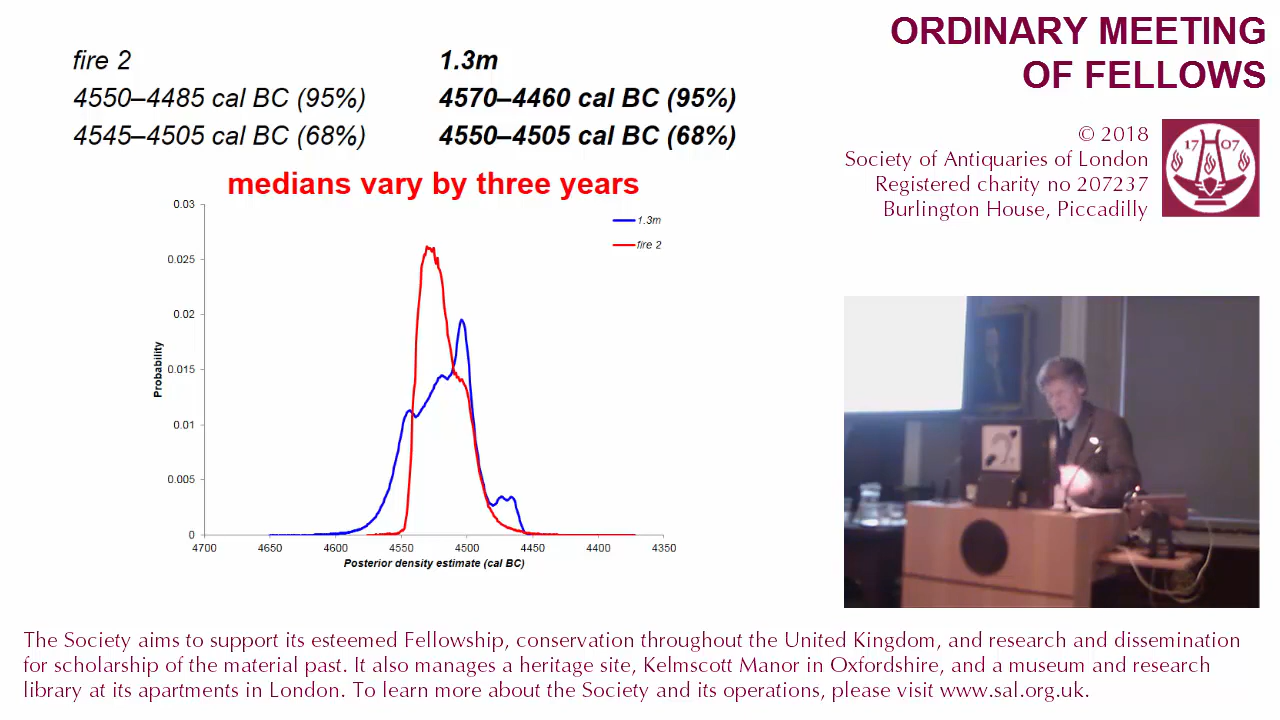 fire 2
4550–4485 cal BC (95%)
4545–4505 cal BC (68%)
1.3m
4570–4460 cal BC (95%)
4550–4505 cal BC (68%)
medians vary by three years
0.03
0.025
0.02
0.015
0.01
0.005
0
Probability
1.3m
fire 2
4700 4650 4600 4550 4500 4450 4400 4350
Posterior density estimate (cal BC)
ORDINARY MEETING
OF FELLOWS
© 2018
Society of Antiquaries of London
Registered charity no 207237
Burlington House, Piccadilly
17 07
The Society aims to support its esteemed Fellowship, conservation throughout the United Kingdom, and research and dissemination
for scholarship of the material past. It also manages a heritage site, Kelmscott Manor in Oxfordshire, and a museum and research
library at its apartments in London. To learn more about the Society and its operations, please visit www.sal.org.uk.